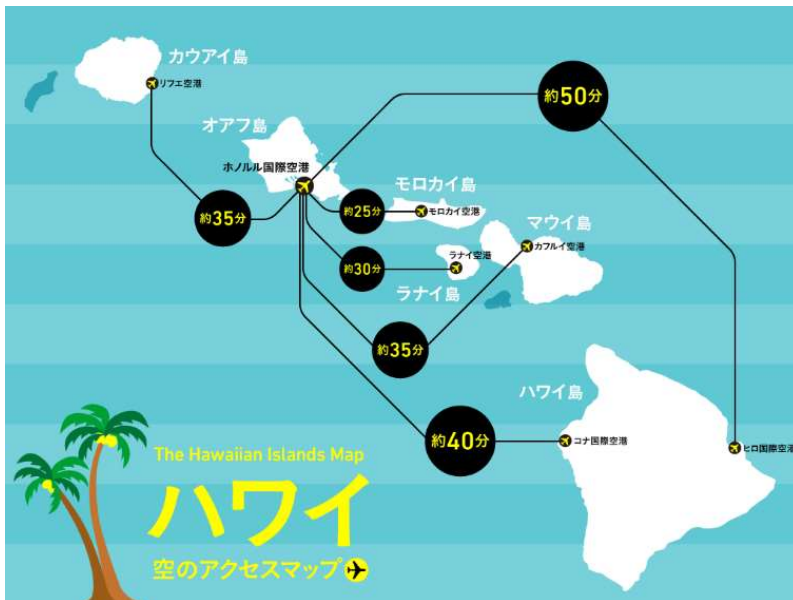 カウアイ島
リフエ空港
約50分
オアフ島
ホノルル国際空港
モロカイ島
約35分
約25分
モロカイ空港
マウイ島
ラナイ空港
カフルイ空港
約30分
ラナイ島
約35分
ハワイ島
約40分
コナ国際空港
ヒロ国際空港
The Hawaiian Islands Map
ハワイ
空のアクセスマップ